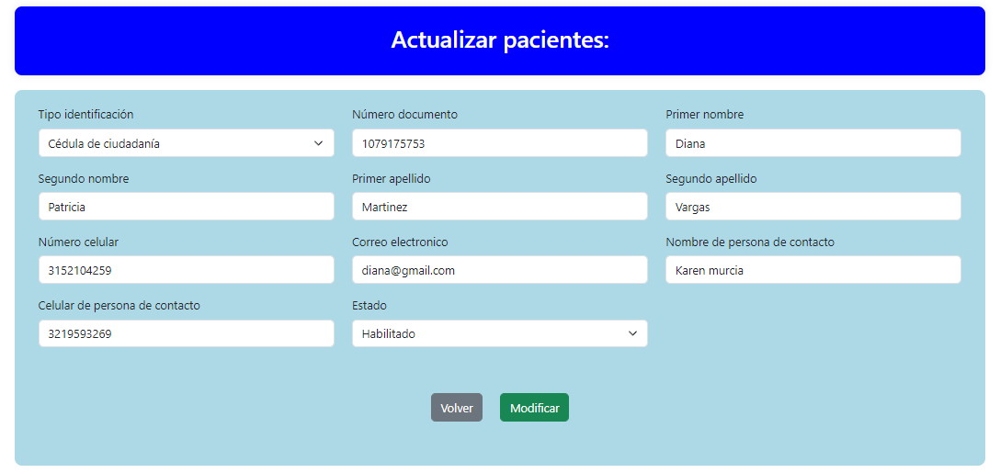 Actualizar pacientes:
Tipo identificación Número documento Primer nombre
Cédula de ciudadanía 1079175753 Diana
Segundo nombre Primer apellido Segundo apellido
Patricia Martinez Vargas
Número celular Correo electronico Nombre de persona de contacto
3152104259 diana@gmail.com Karen murcia
Celular de persona de contacto Estado
3219593269 Habilitado
Volver Modificar